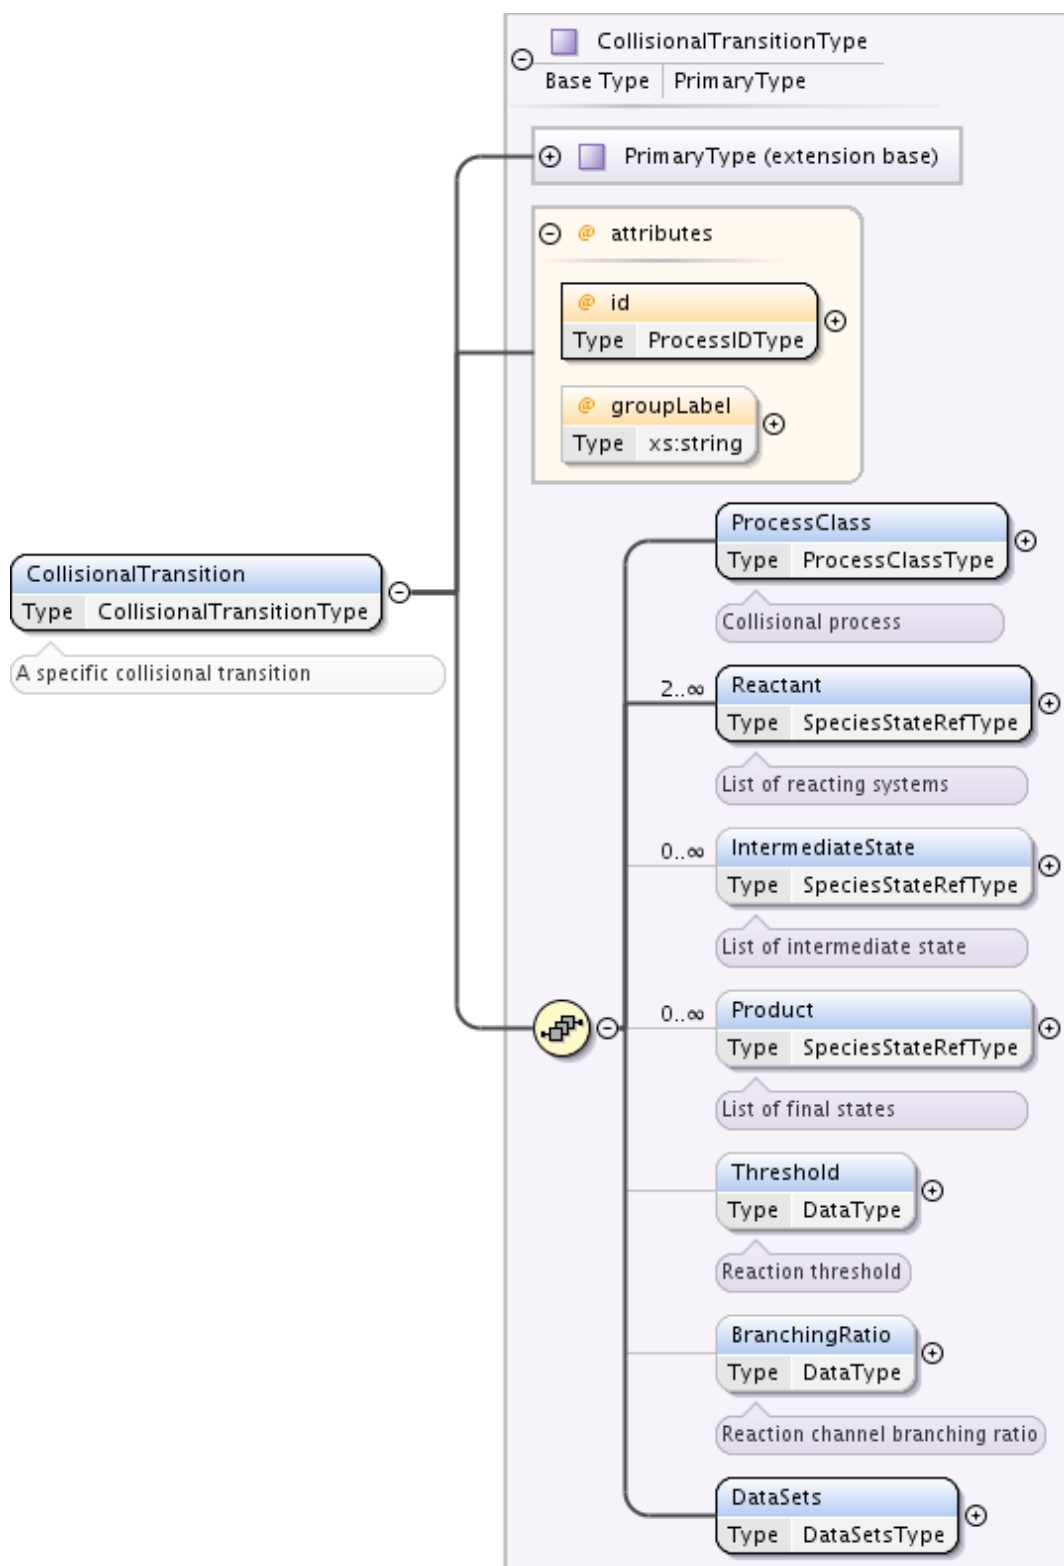 CollisionalTransitionType
Base Type PrimaryType
PrimaryType (extension base)
@ attributes
@ id
Type ProcessIDType
@ groupLabel
Type xs:string
CollisionalTransition
Type CollisionalTransitionType
A specific collisional transition
ProcessClass
Type ProcessClassType
Collisional process
2..∞
Reactant
Type SpeciesStateRefType
List of reacting systems
0..∞
IntermediateState
Type SpeciesStateRefType
List of intermediate state
0..∞
Product
Type SpeciesStateRefType
List of final states
Threshold
Type DataType
Reaction threshold
BranchingRatio
Type DataType
Reaction channel branching ratio
DataSets
Type DataSetsType